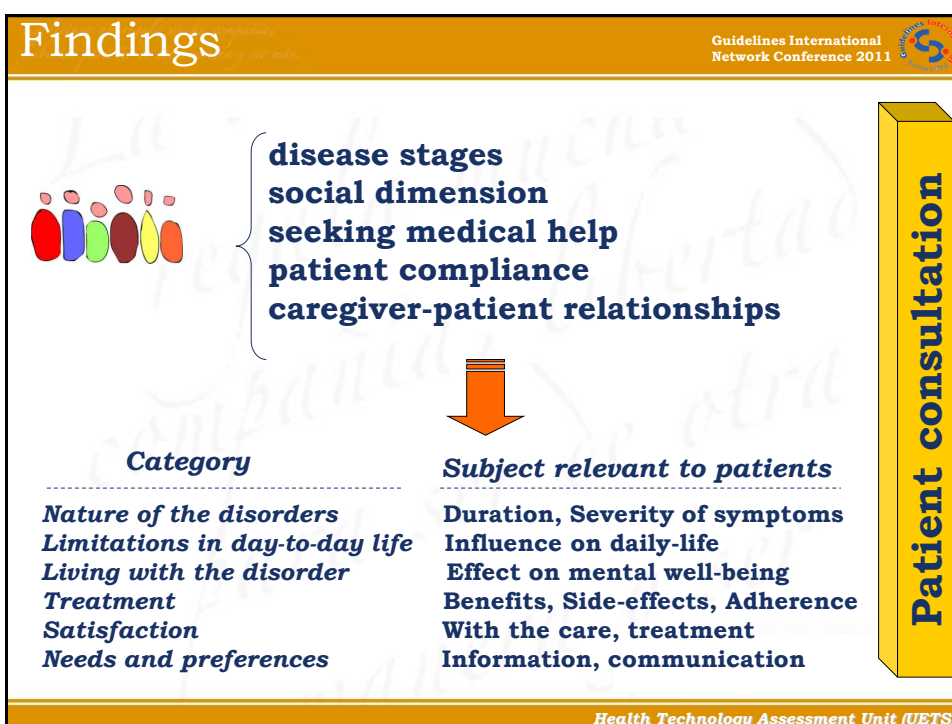 Findings
Guidelines International
Network Conference 2011
disease stages
social dimension
seeking medical help
patient compliance
caregiver-patient relationships
Category
Subject relevant to patients
Nature of the disorders
Duration, Severity of symptoms
Limitations in day-to-day life
Influence on daily-life
Living with the disorder
Effect on mental well-being
Treatment
Benefits, Side-effects, Adherence
Satisfaction
With the care, treatment
Needs and preferences
Information, communication
Patient consultation
Health Technology Assessment Unit (UETS